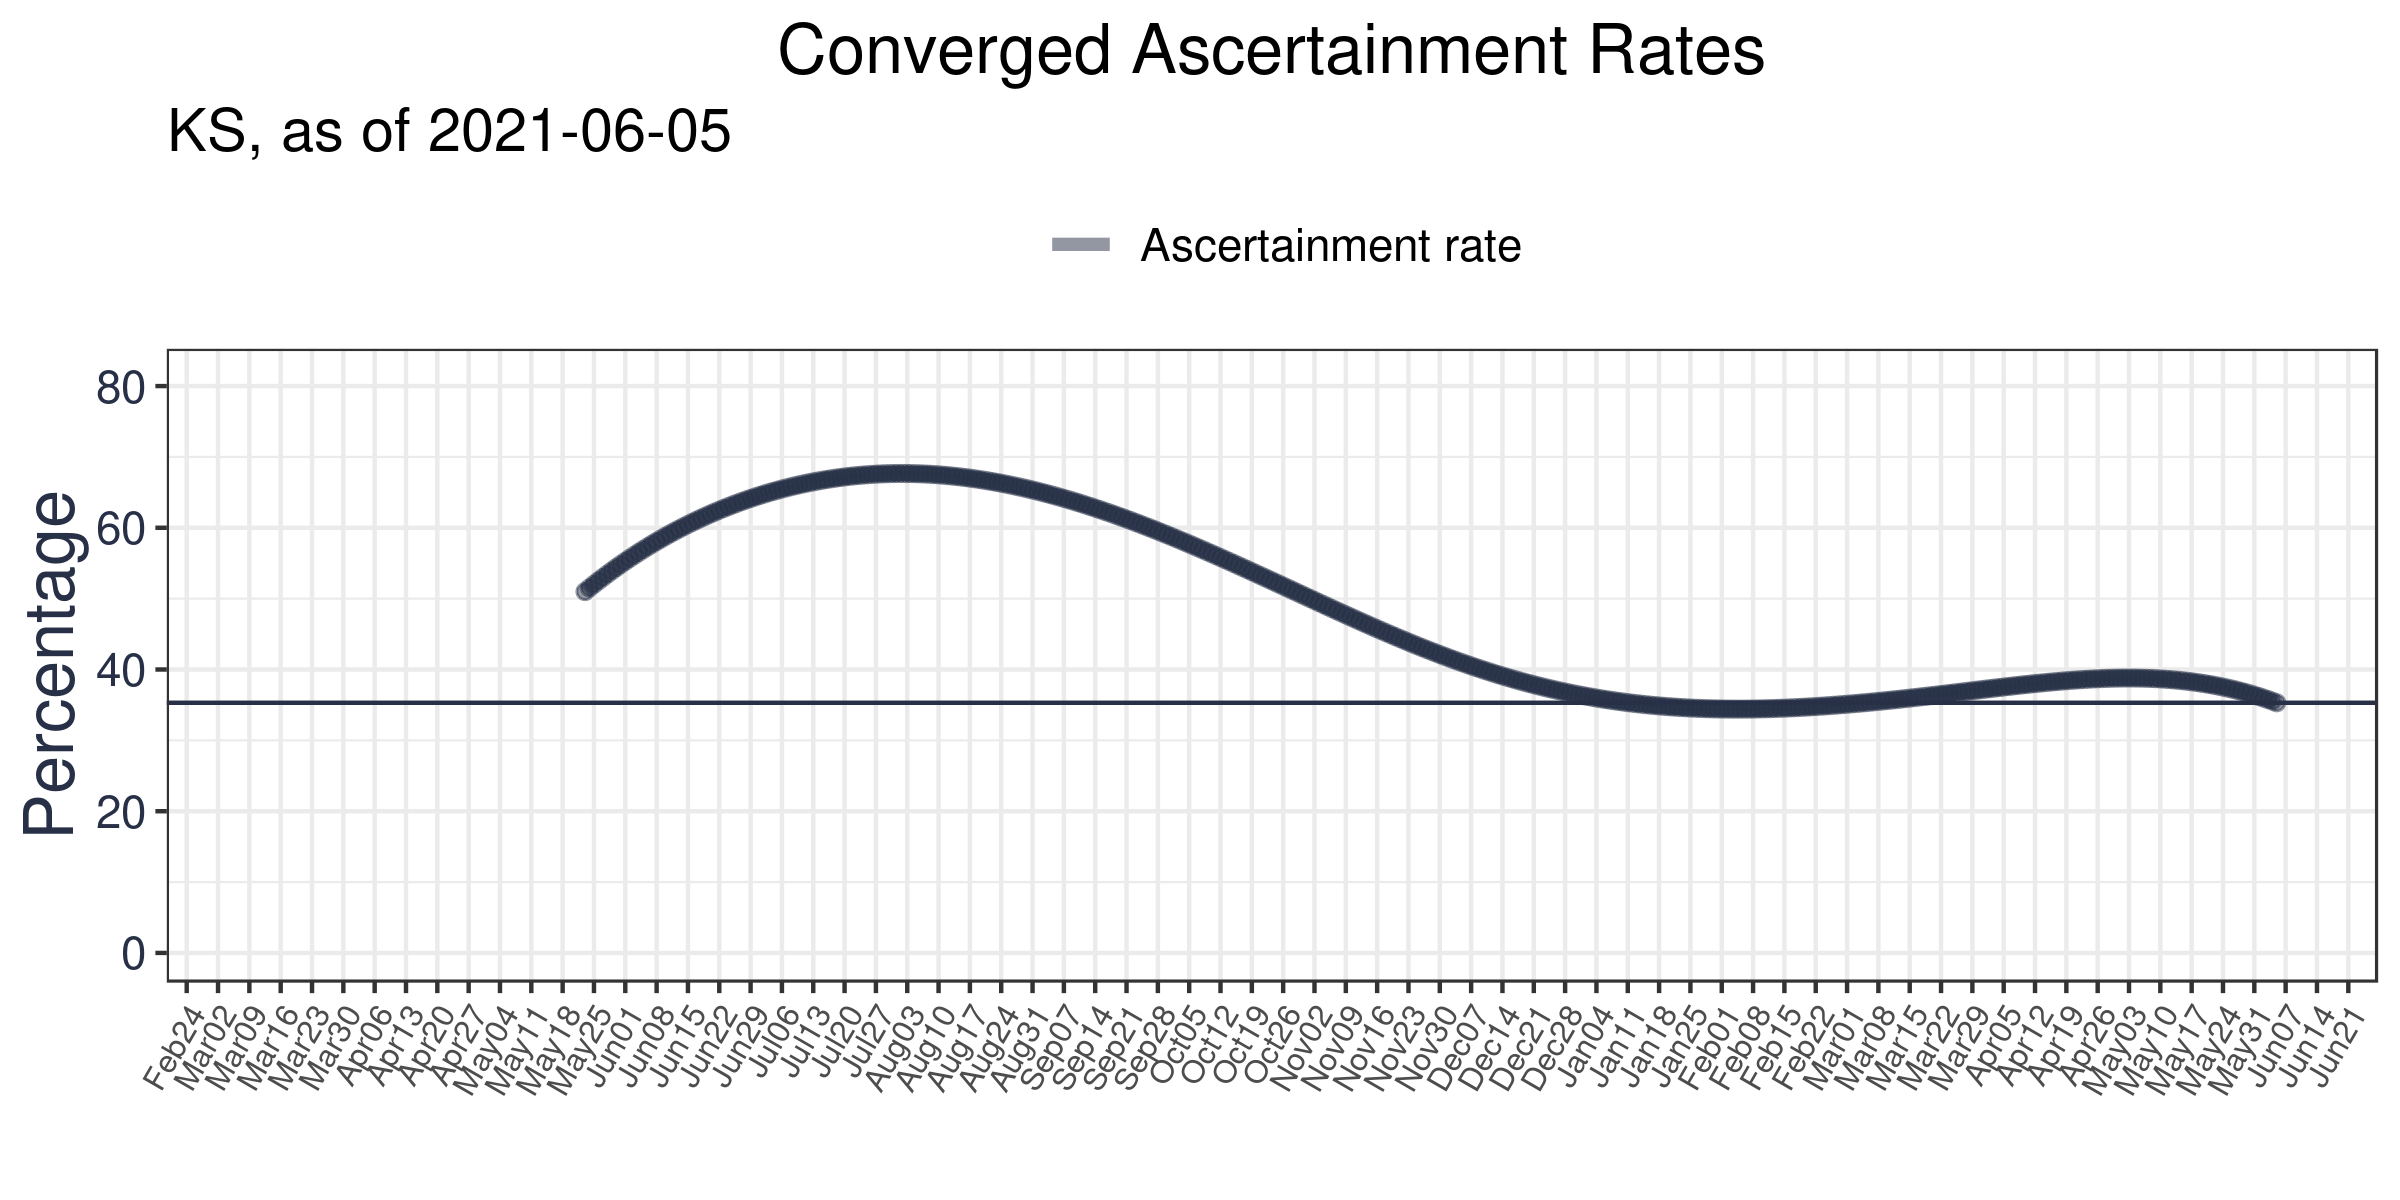 Converged Ascertainment Rates
KS, as of 2021-06-05
Ascertainment rate
Percentage
80
60
40
20
0
Feb24
Mar02
Mar09
Mar16
Mar23
Mar30
Apr06
Apr13
Apr20
Apr27
May04
May11
May18
May25
Jun01
Jun08
Jun15
Jun22
Jun29
Jul06
Jul13
Jul20
Jul27
Aug03
Aug10
Aug17
Aug24
Aug31
Sep07
Sep14
Sep21
Sep28
Oct05
Oct12
Oct19
Oct26
Nov02
Nov09
Nov16
Nov23
Nov30
Dec07
Dec14
Dec21
Dec28
Jan04
Jan11
Jan18
Jan25
Feb01
Feb08
Feb15
Feb22
Mar01
Mar08
Mar15
Mar22
Mar29
Apr05
Apr12
Apr19
Apr26
May03
May10
May17
May24
May31
Jun07
Jun14
Jun21